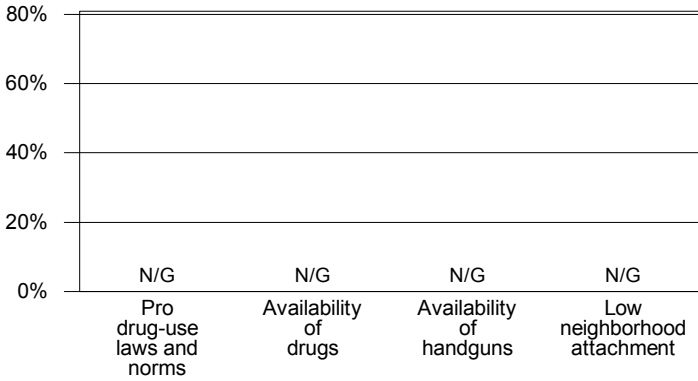 80%
60%
40%
20%
0%
N/G N/G N/G N/G
Pro
drug-use
laws and
norms
Availability
of
drugs
Availability
of
handguns
Low
neighborhood
attachment